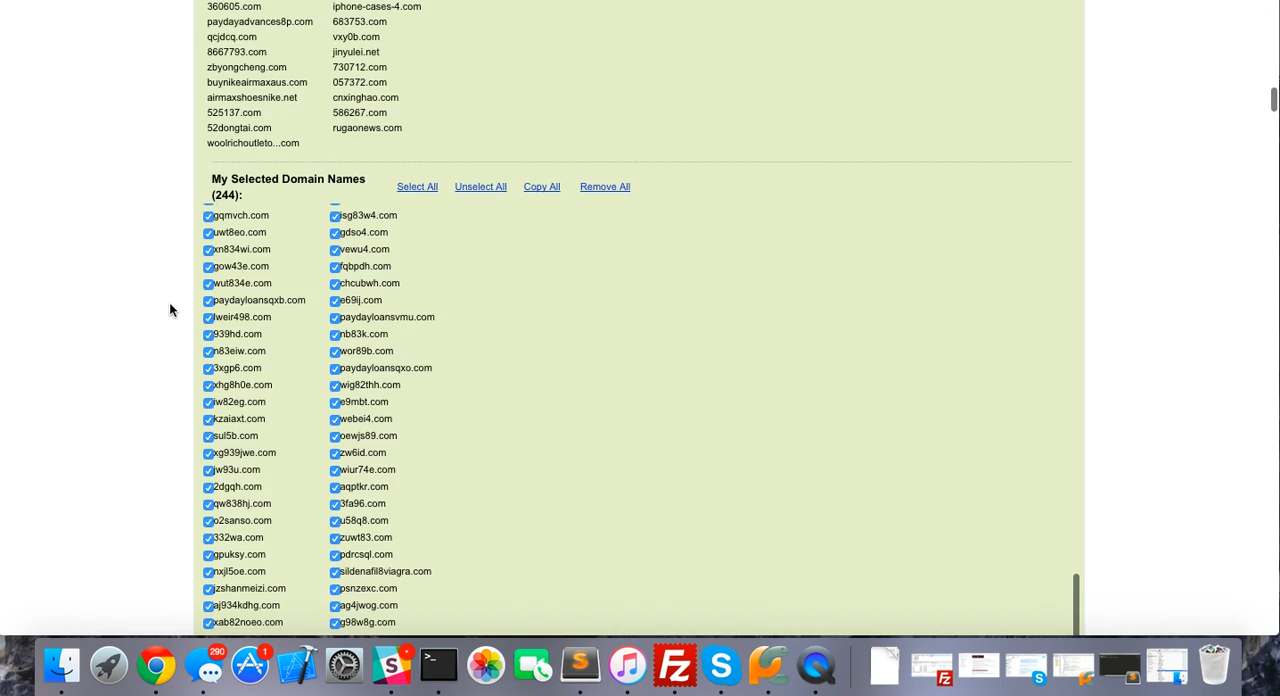 360605.com iphone-cases-4.com
paydayadvances8p.com 683753.com
qcjdcq.com vxy0b.com
8667793.com jinyulei.net
zbyongcheng.com 730712.com
buynikeairmaxaus.com 057372.com
airmaxshoesnike.net cnxinghao.com
525137.com 586267.com
52dongtai.com rugaonews.com
woolrichoutleto...com
My Selected Domain Names (244): Select All Unselect All Copy All Remove All
gqmvch.com isg83w4.com
uwt8eo.com gdso4.com
xn834wi.com vewu4.com
gow43e.com fqbpdh.com
wut834e.com chcubwh.com
paydayloansqxb.com e69ij.com
lweir498.com paydayloansvmu.com
939hd.com nb83k.com
n83eiw.com wor89b.com
3xgp6.com paydayloansqxo.com
xhg8h0e.com wig82thh.com
iw82eg.com e9mbt.com
kzaiaxt.com webei4.com
sul5b.com oewjs89.com
xg939jwe.com zw6id.com
jw93u.com wiur74e.com
2dgqh.com aqptkr.com
qw838hj.com 3fa96.com
o2sanso.com u58q8.com
332wa.com zuwt83.com
gpuksy.com pdrcsql.com
nxjl5oe.com sildenafil8viagra.com
jzshanmeizi.com psnzexc.com
aj934kdhg.com ag4jwog.com
xab82noeo.com g98w8g.com
290 1